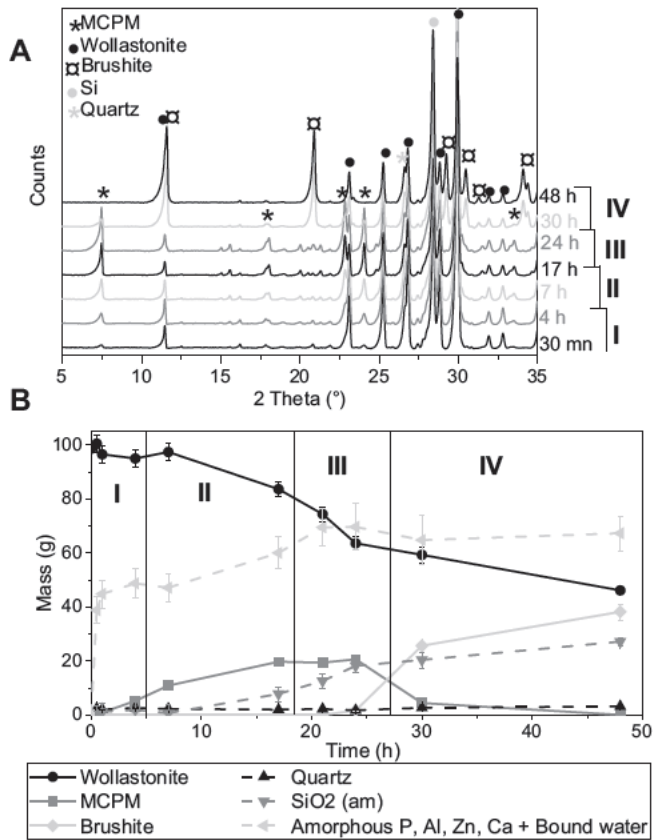 A
* MCPM
● Wollastonite
¤ Brushite
● Si
* Quartz
Counts
48 h
30 h
24 h
17 h
7 h
4 h
30 mn
IV
III
II
I
5 10 15 20 25 30 35
2 Theta (°)
B
I II III IV
100
80
60
40
20
0
Mass (g)
0 10 20 30 40 50
Time (h)
Wollastonite Quartz
MCPM SiO2 (am)
Brushite Amorphous P, Al, Zn, Ca + Bound water